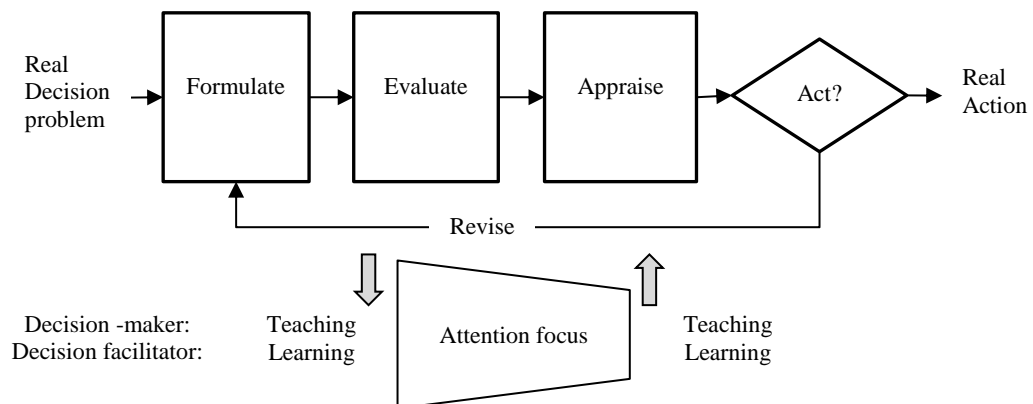 Real
Decision
problem
Formulate
Evaluate
Appraise
Act?
Real
Action
Revise
Decision -maker:
Decision facilitator:
Teaching
Learning
Attention focus
Teaching
Learning